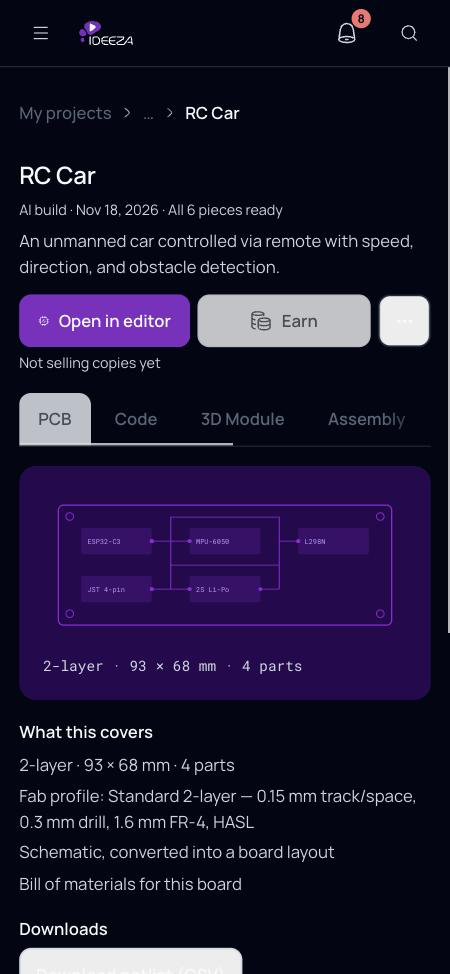 IDEEZA
8
My projects > ... > RC Car
RC Car
AI build · Nov 18, 2026 · All 6 pieces ready
An unmanned car controlled via remote with speed,
direction, and obstacle detection.
Open in editor
Earn
...
Not selling copies yet
PCB
Code
3D Module
Assembly
ESP32-C3
MPU-6050
L298N
JST 4-pin
2S Li-Po
2-layer · 93 × 68 mm · 4 parts
What this covers
2-layer · 93 × 68 mm · 4 parts
Fab profile: Standard 2-layer — 0.15 mm track/space,
0.3 mm drill, 1.6 mm FR-4, HASL
Schematic, converted into a board layout
Bill of materials for this board
Downloads
Download netlist (CSV)